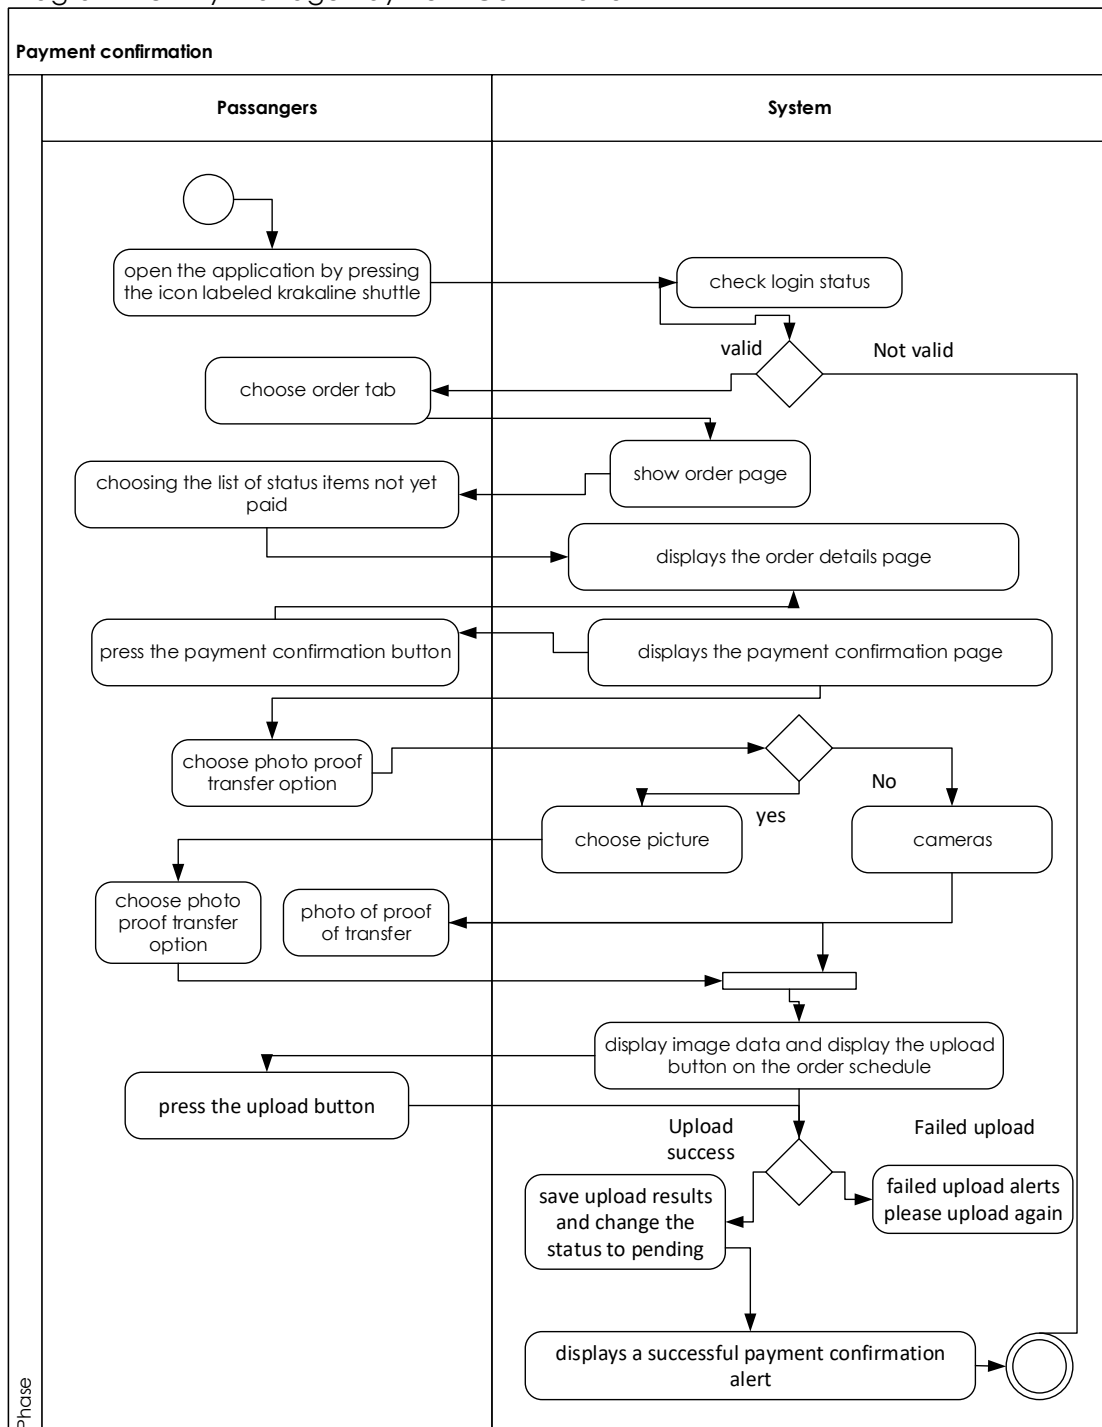 Payment confirmation
Passangers
System
open the application by pressing
the icon labeled krakaline shuttle
check login status
valid
Not valid
choose order tab
show order page
choosing the list of status items not yet
paid
displays the order details page
press the payment confirmation button
displays the payment confirmation page
choose photo proof
transfer option
No
yes
choose picture
cameras
choose photo
proof transfer
option
photo of proof
of transfer
display image data and display the upload
button on the order schedule
press the upload button
Upload
success
Failed upload
save upload results
and change the
status to pending
failed upload alerts
please upload again
displays a successful payment confirmation
alert
Phase